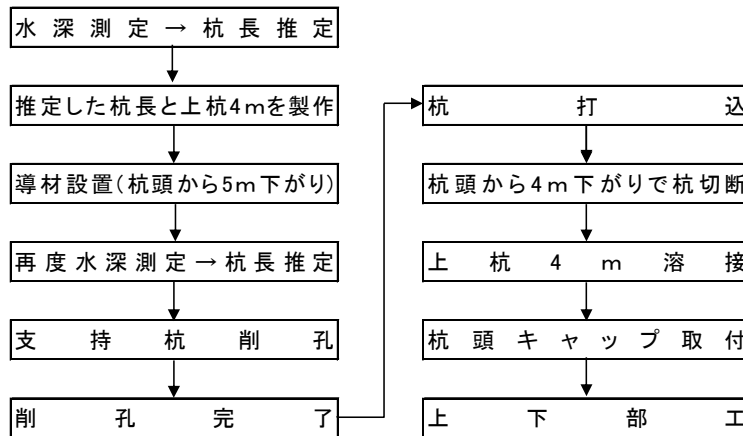 水深測定→杭長推定
推定した杭長と上杭4mを製作
導材設置(杭頭から5m下がり)
再度水深測定→杭長推定
支持杭削孔
削孔完了
杭打込
杭頭から4m下がりで杭切断
上杭4m溶接
杭頭キャップ取付
上下部工